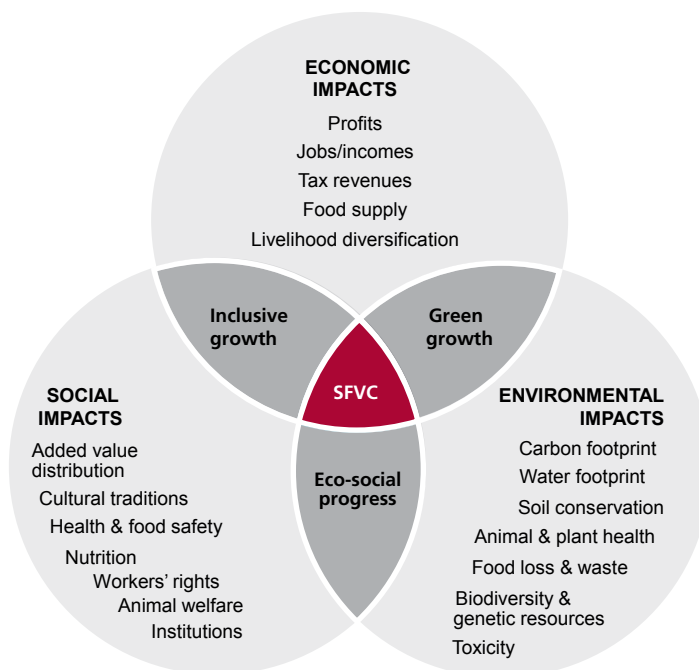 ECONOMIC
IMPACTS
Profits
Jobs/incomes
Tax revenues
Food supply
Livelihood diversification
Inclusive
growth
Green
growth
SFVC
SOCIAL
IMPACTS
Added value
distribution
Cultural traditions
Health & food safety
Nutrition
Workers’ rights
Animal welfare
Institutions
Eco-social
progress
ENVIRONMENTAL
IMPACTS
Carbon footprint
Water footprint
Soil conservation
Animal & plant health
Food loss & waste
Biodiversity &
genetic resources
Toxicity